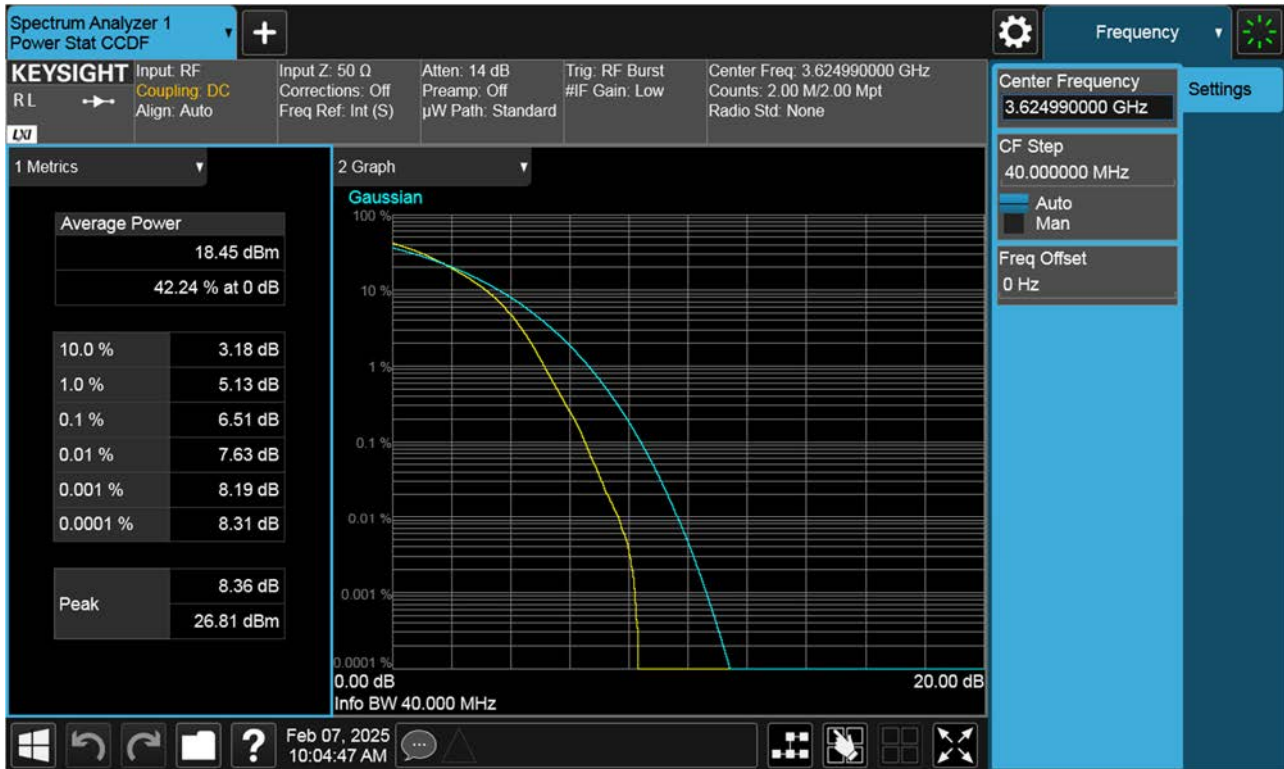 Spectrum Analyzer 1
Power Stat CCDF
+
Frequency
KEYSIGHT
RL
LXI
Input: RF
Coupling: DC
Align: Auto
Input Z: 50 Ω
Corrections: Off
Freq Ref: Int (S)
Atten: 14 dB
Preamp: Off
µW Path: Standard
Trig: RF Burst
#IF Gain: Low
Center Freq: 3.624990000 GHz
Counts: 2.00 M/2.00 Mpt
Radio Std: None
Center Frequency
3.624990000 GHz
Settings
CF Step
40.000000 MHz
Auto
Man
Freq Offset
0 Hz
1 Metrics
Average Power
18.45 dBm
42.24 % at 0 dB
10.0 % 3.18 dB
1.0 % 5.13 dB
0.1 % 6.51 dB
0.01 % 7.63 dB
0.001 % 8.19 dB
0.0001 % 8.31 dB
Peak
8.36 dB
26.81 dBm
2 Graph
Gaussian
100 %
10 %
1 %
0.1 %
0.01 %
0.001 %
0.0001 %
0.00 dB 20.00 dB
Info BW 40.000 MHz
?
Feb 07, 2025
10:04:47 AM